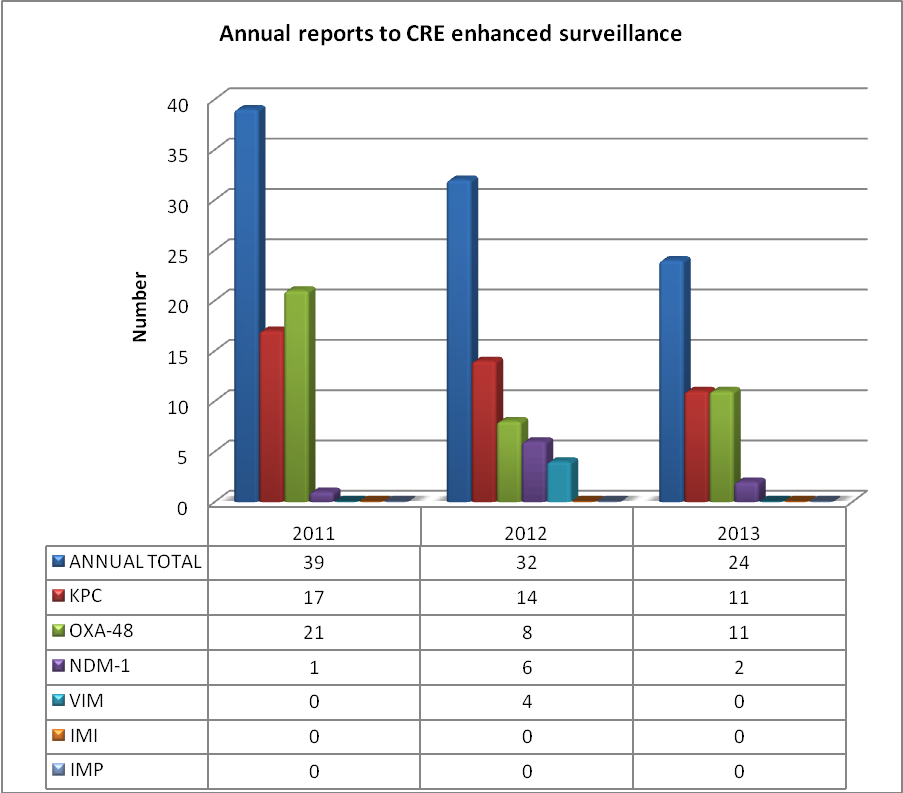 Annual reports to CRE enhanced surveillance
40
35
30
25
20
15
10
5
0
Number
2011 2012 2013
ANNUAL TOTAL 39 32 24
KPC 17 14 11
OXA-48 21 8 11
NDM-1 1 6 2
VIM 0 4 0
IMI 0 0 0
IMP 0 0 0